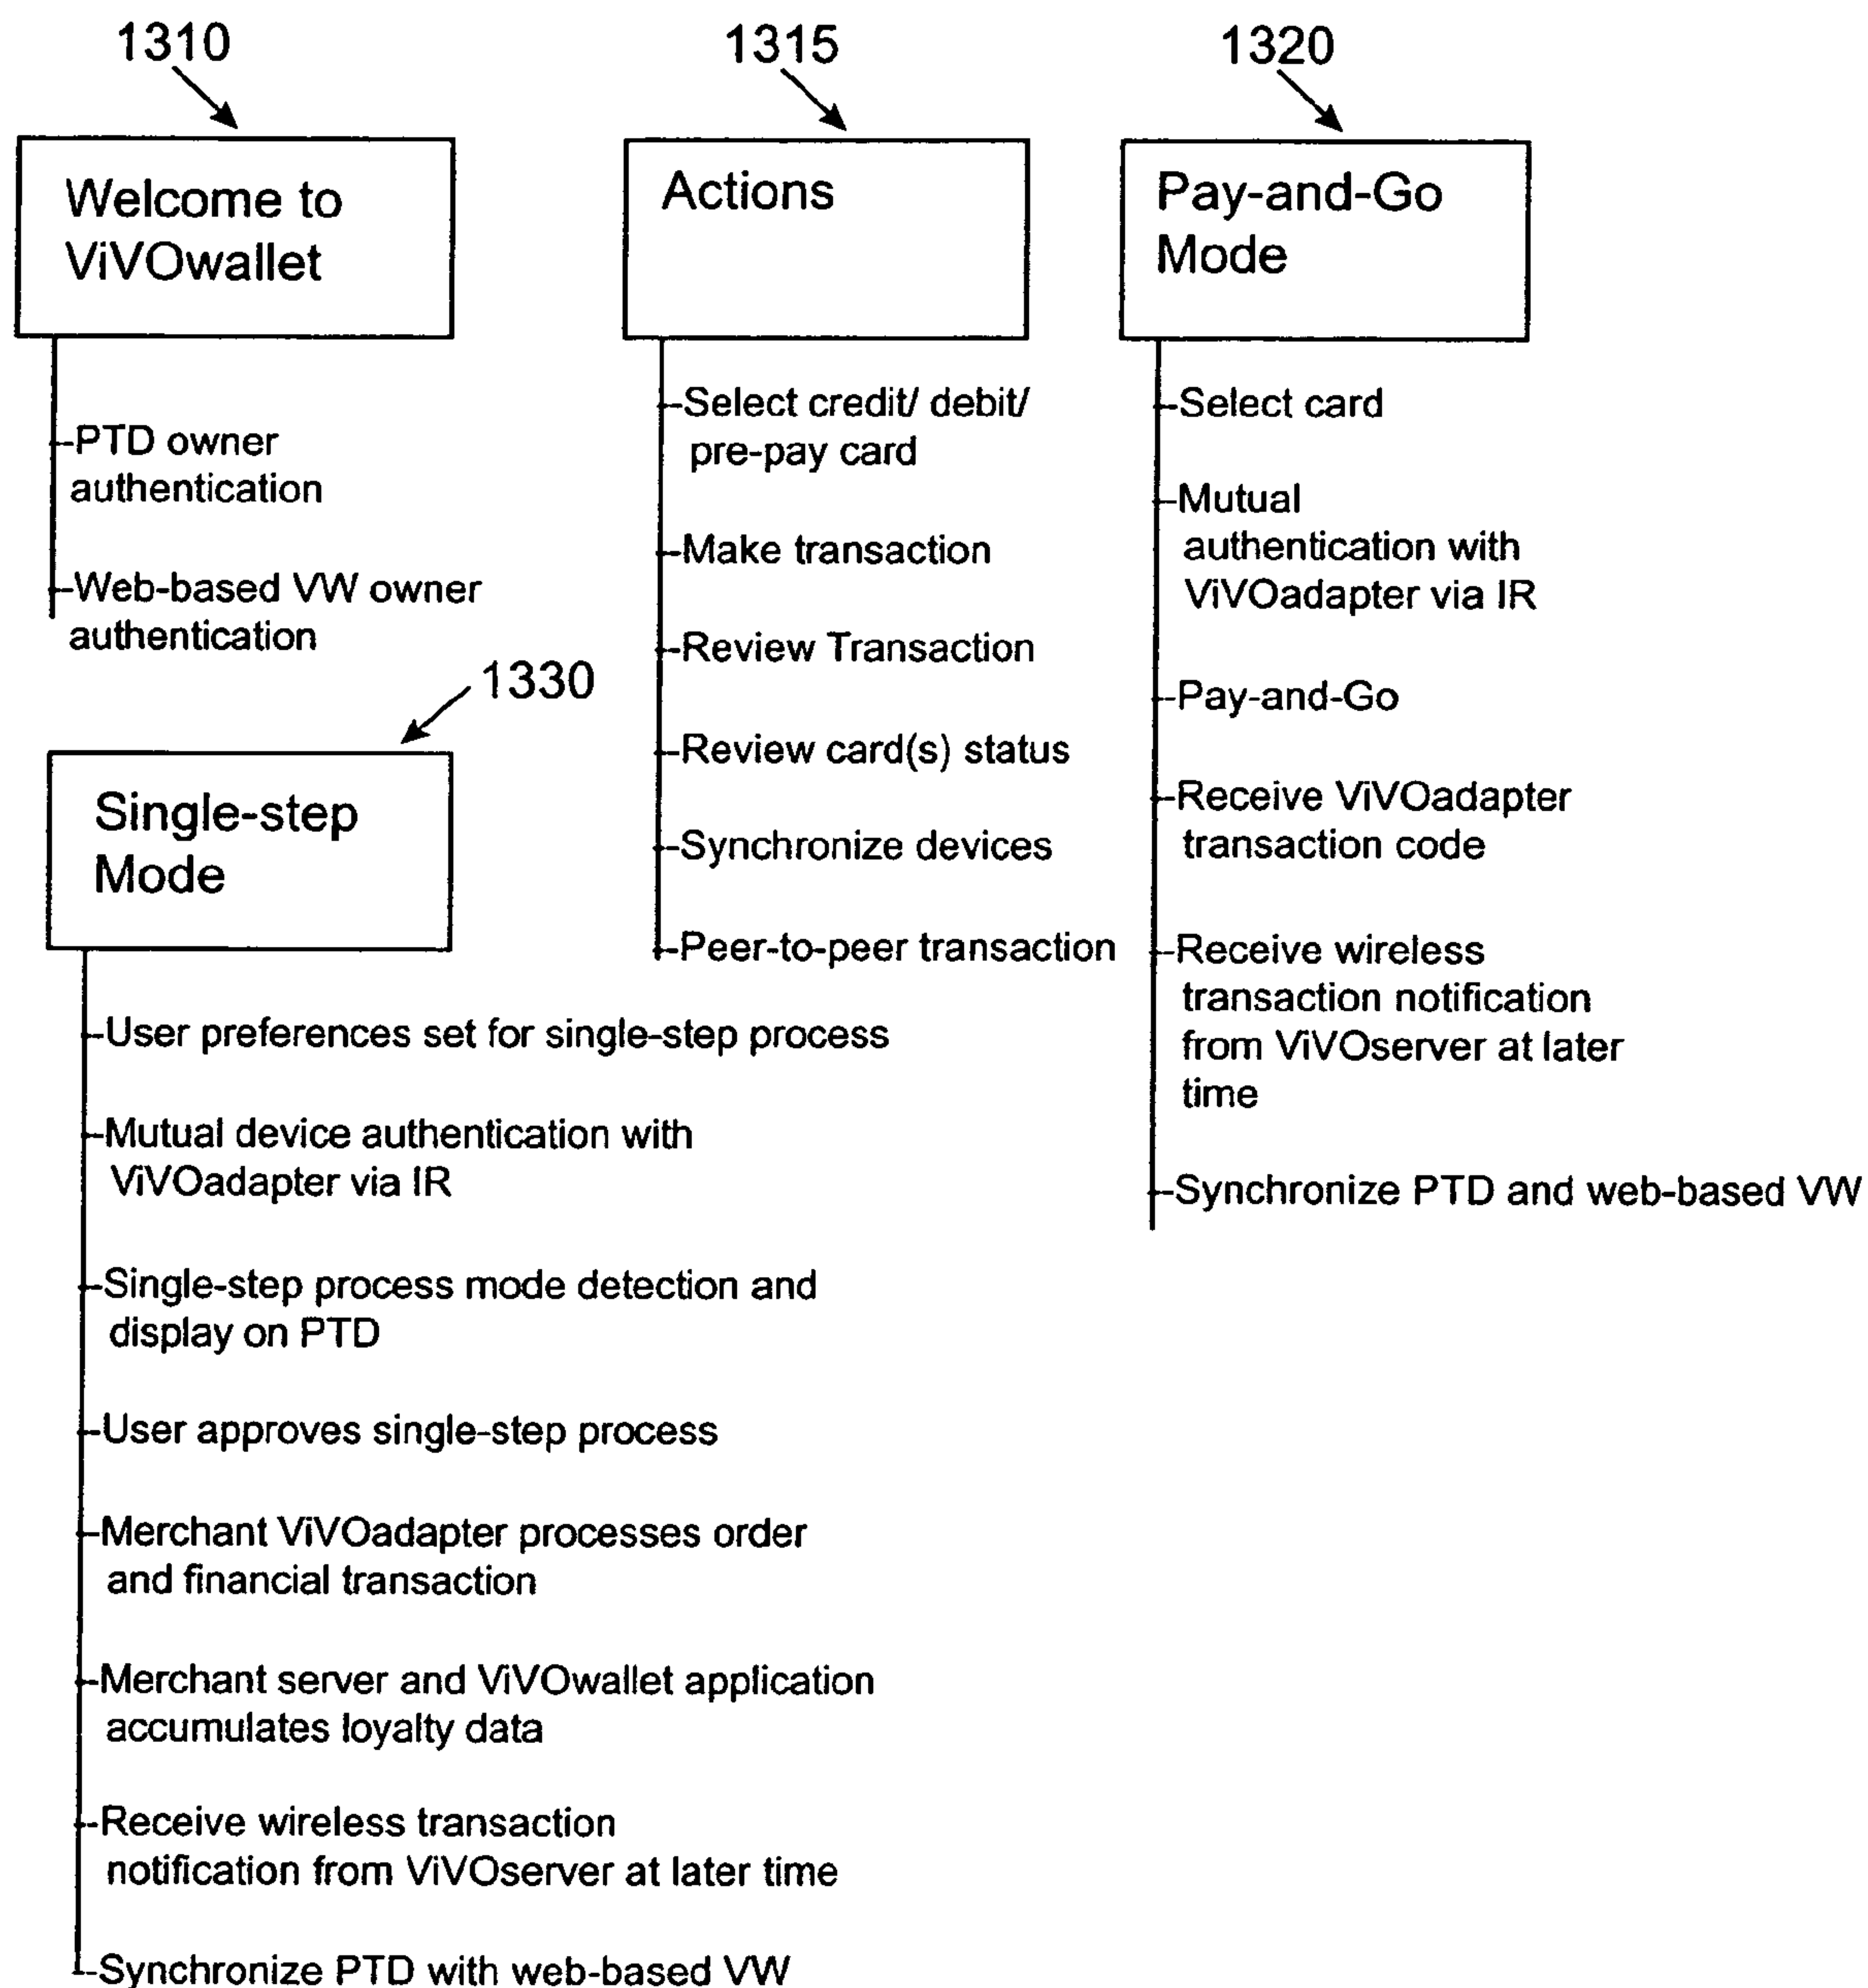 1310
Welcome to
ViVOwallet
-PTD owner
authentication
-Web-based VW owner
authentication
1315
Actions
-Select credit/ debit/
pre-pay card
-Make transaction
-Review Transaction
-Review card(s) status
-Synchronize devices
-Peer-to-peer transaction
1320
Pay-and-Go
Mode
-Select card
-Mutual
authentication with
ViVOadapter via IR
-Pay-and-Go
-Receive ViVOadapter
transaction code
-Receive wireless
transaction notification
from ViVOserver at later
time
-Synchronize PTD and web-based VW
1330
Single-step
Mode
-User preferences set for single-step process
-Mutual device authentication with
ViVOadapter via IR
-Single-step process mode detection and
display on PTD
-User approves single-step process
-Merchant ViVOadapter processes order
and financial transaction
-Merchant server and ViVOwallet application
accumulates loyalty data
-Receive wireless transaction
notification from ViVOserver at later time
-Synchronize PTD with web-based VW